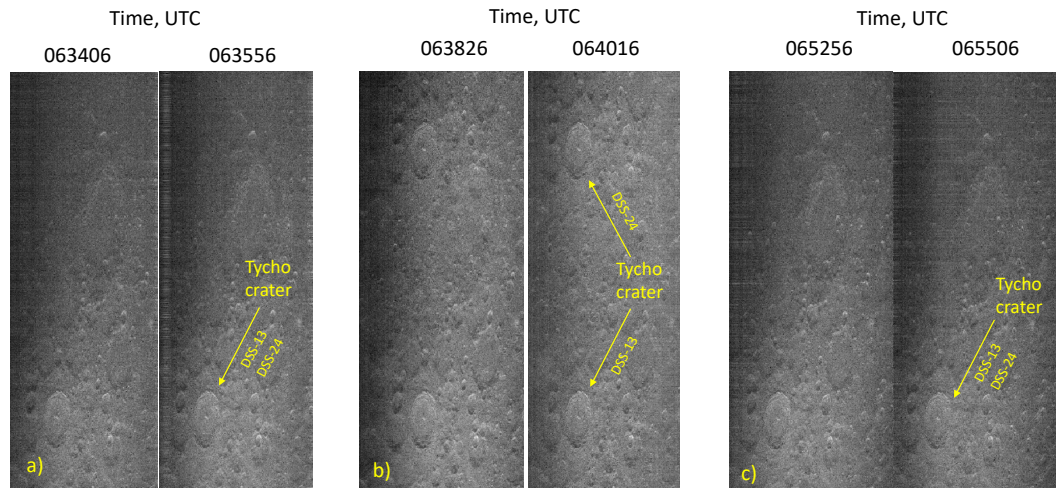 Time, UTC
063406 063556
Tycho
crater
DSS-13
DSS-24
a)
Time, UTC
063826 064016
DSS-24
Tycho
crater
DSS-13
b)
Time, UTC
065256 065506
Tycho
crater
DSS-13
DSS-24
c)